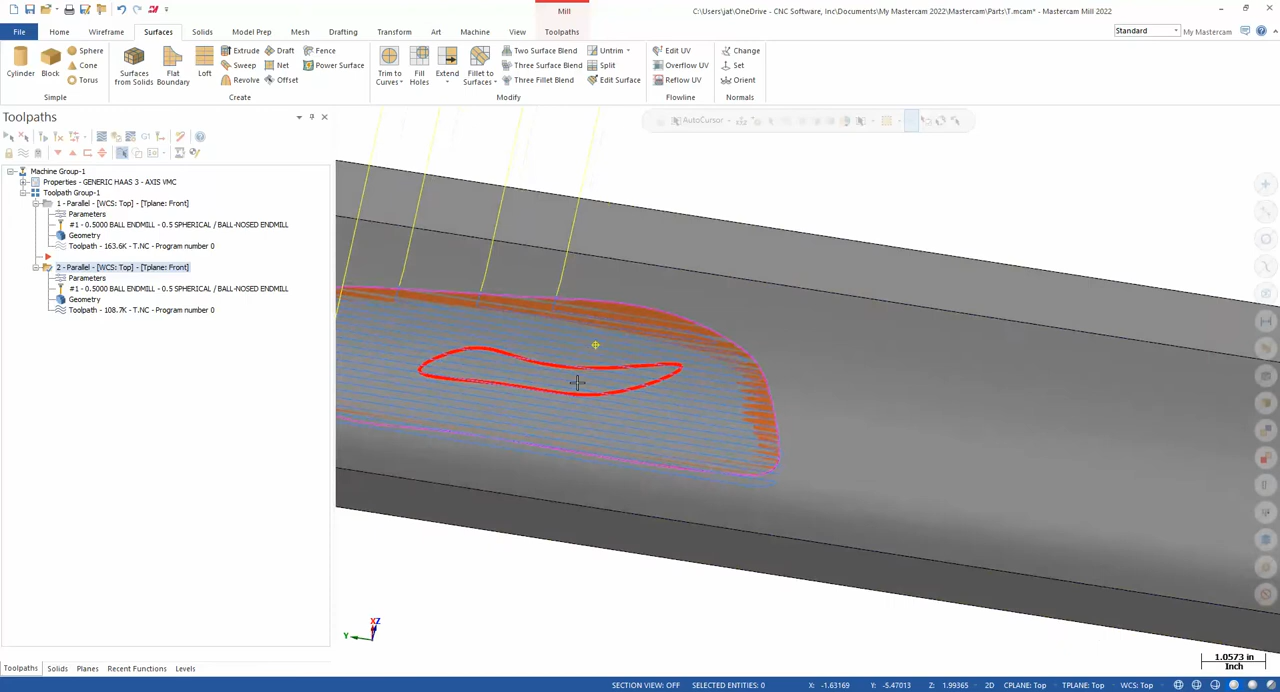 Mill
C:\Users\jat\OneDrive - CNC Software, Inc\Documents\My Mastercam 2022\Mastercam\Parts\T.mcam* - Mastercam Mill 2022
File Home Wireframe Surfaces Solids Model Prep Mesh Drafting Transform Art Machine View Toolpaths
Standard My Mastercam
Cylinder Block Sphere Cone Torus
Simple
Surfaces from Solids Flat Boundary Loft Extrude Sweep Revolve Draft Net Offset Fence Power Surface
Create
Trim to Curves Fill Holes Extend Fillet to Surfaces Two Surface Blend Three Surface Blend Three Fillet Blend Untrim Split Edit Surface
Modify
Edit UV Overflow UV Reflow UV
Flowline
Change Set Orient
Normals
Toolpaths
AutoCursor
G1
Machine Group-1
Properties - GENERIC HAAS 3 - AXIS VMC
Toolpath Group-1
1 - Parallel - [WCS: Top] - [Tplane: Front]
Parameters
#1 - 0.5000 BALL ENDMILL - 0.5 SPHERICAL / BALL-NOSED ENDMILL
Geometry
Toolpath - 163.6K - T.NC - Program number 0
2 - Parallel - [WCS: Top] - [Tplane: Front]
Parameters
#1 - 0.5000 BALL ENDMILL - 0.5 SPHERICAL / BALL-NOSED ENDMILL
Geometry
Toolpath - 108.7K - T.NC - Program number 0
Y XZ
1.0573 in
Inch
Toolpaths Solids Planes Recent Functions Levels
SECTION VIEW: OFF SELECTED ENTITIES: 0 X: -1.63169 Y: -5.47013 Z: 1.99365 2D CPLANE: Top TPLANE: Top WCS: Top